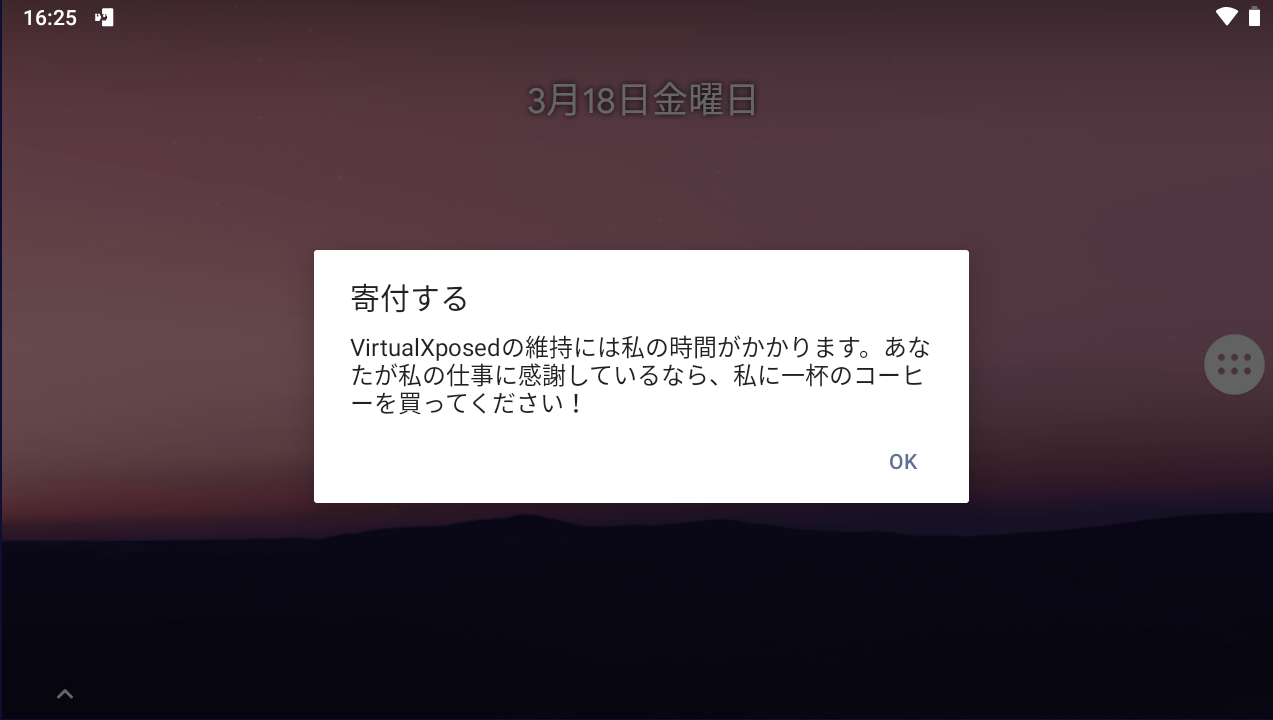 16:25
3月18日金曜日
寄付する
VirtualXposedの維持には私の時間がかかります。あな
たが私の仕事に感謝しているなら、私に一杯のコーヒ
ーを買ってください！
OK